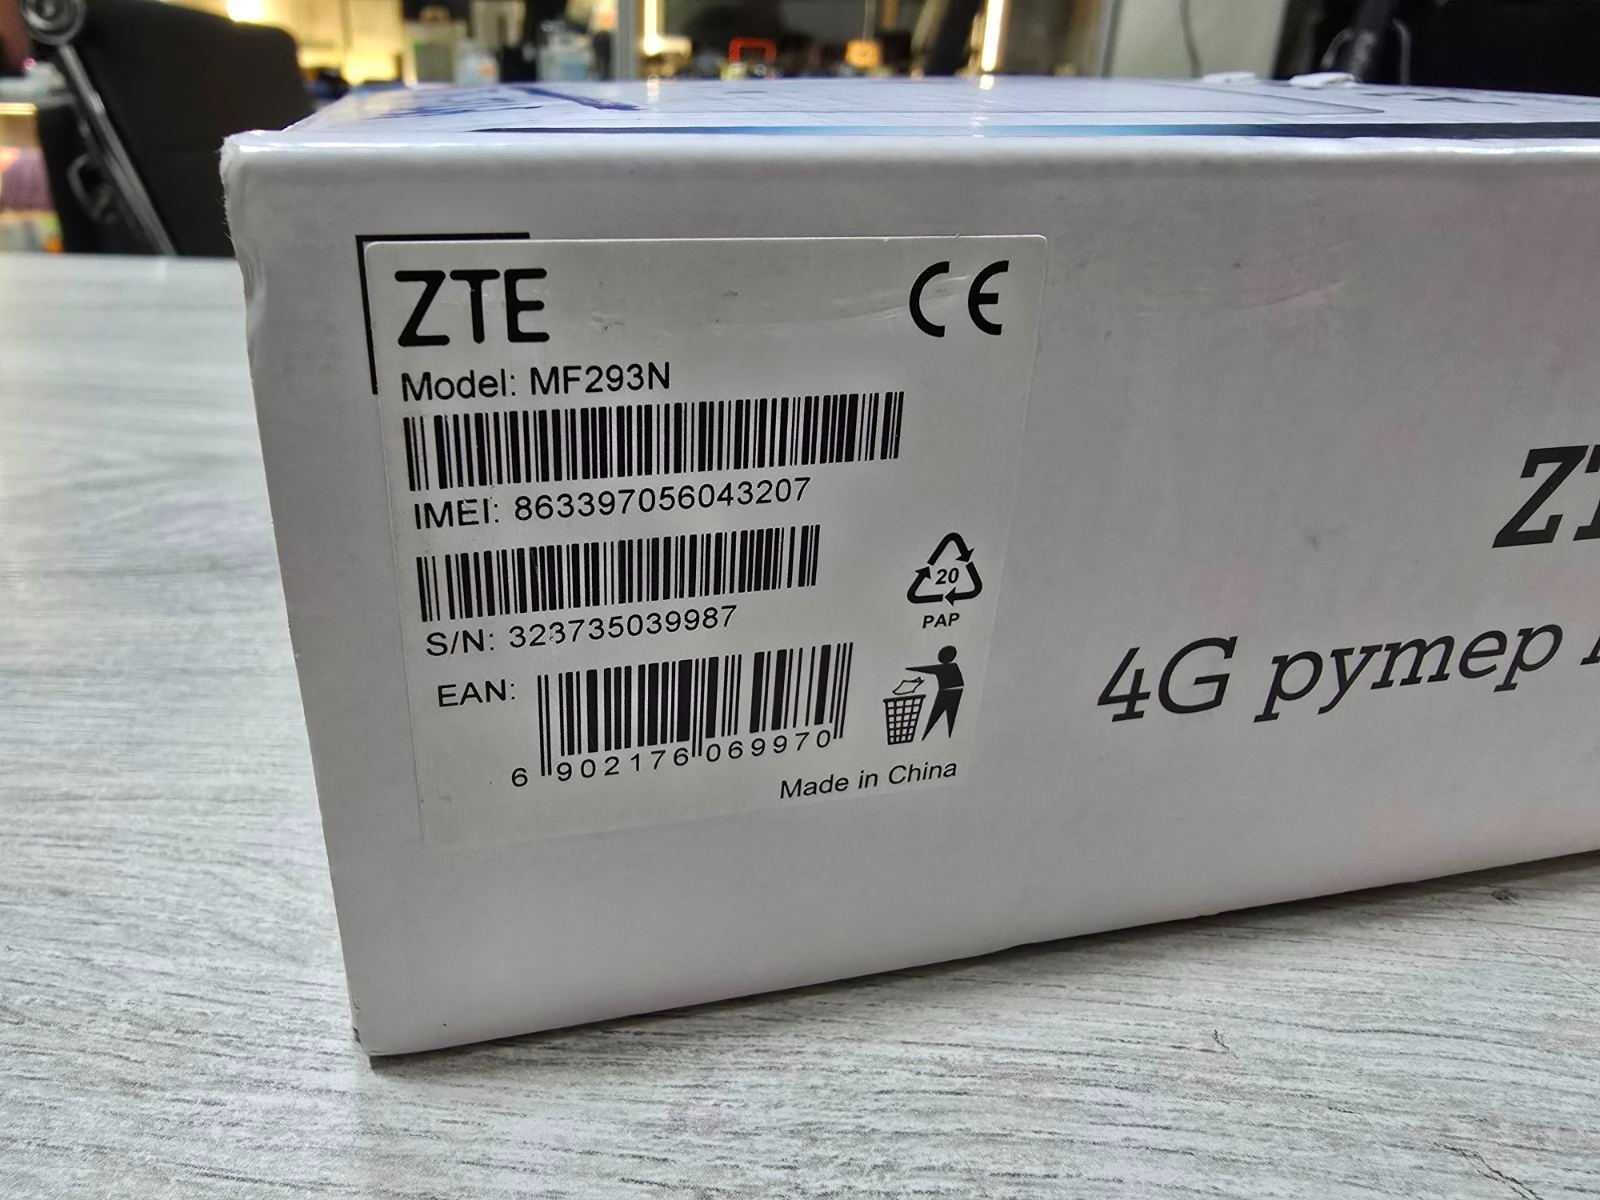 ZTE
CE
Model: MF293N
IMEI: 863397056043207
S/N: 323735039987
20
PAP
EAN:
6 902176 069970
Made in China
4G рутер